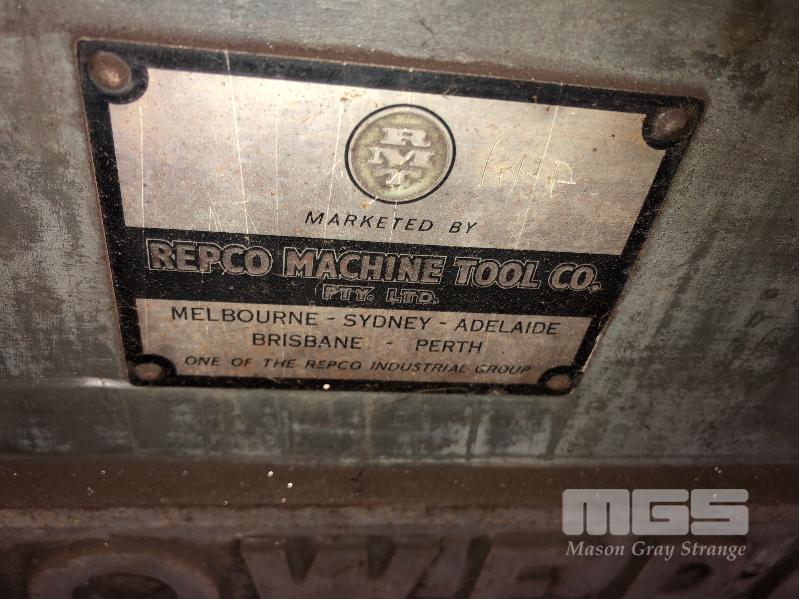 R
M
T
MARKETED BY
REPCO MACHINE TOOL CO.
PTY. LTD.
MELBOURNE - SYDNEY - ADELAIDE
BRISBANE - PERTH
ONE OF THE REPCO INDUSTRIAL GROUP
MGS
Mason Gray Strange